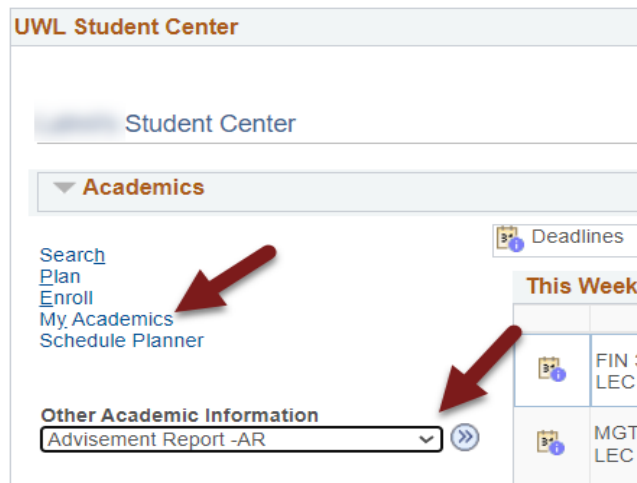 UWL Student Center
Student Center
Academics
Deadlines
Search
Plan
Enroll
My Academics
Schedule Planner
Other Academic Information
Advisement Report -AR
This Week
FIN
LEC
MGT
LEC